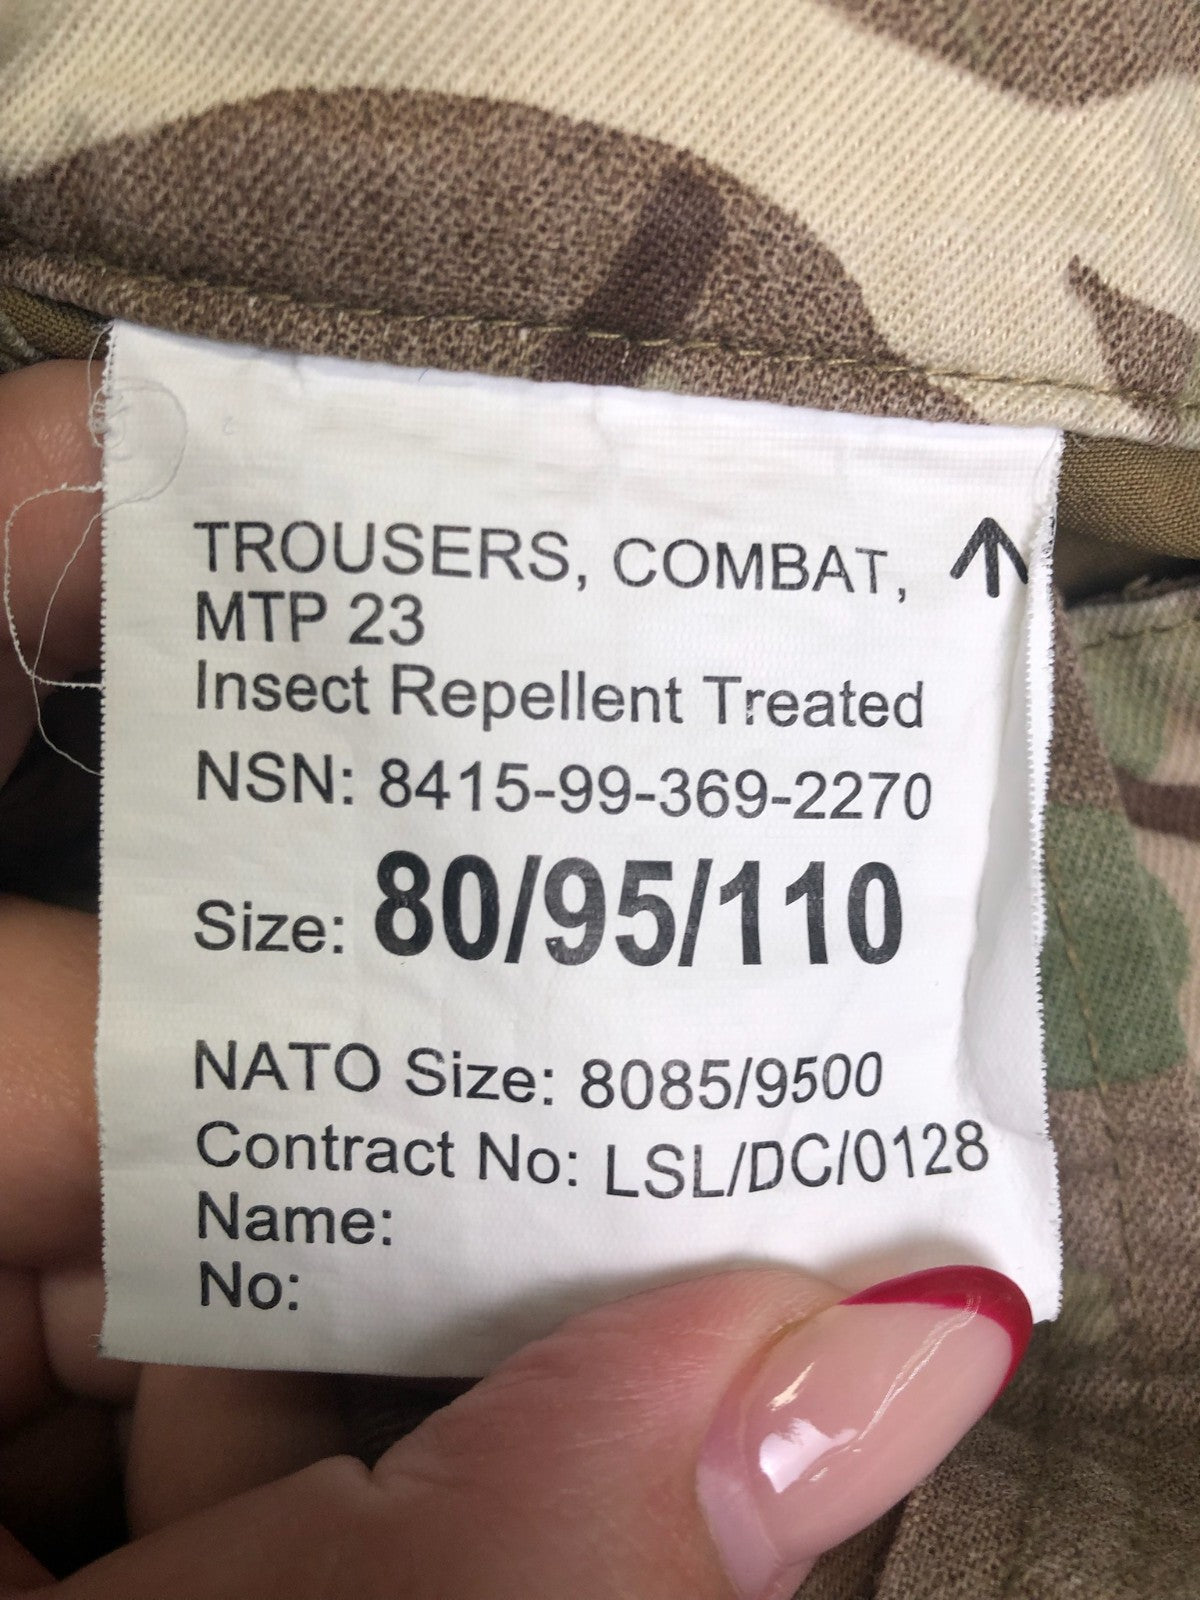 TROUSERS, COMBAT,
MTP 23
Insect Repellent Treated
NSN: 8415-99-369-2270
Size: 80/95/110
NATO Size: 8085/9500
Contract No: LSL/DC/0128
Name:
No: